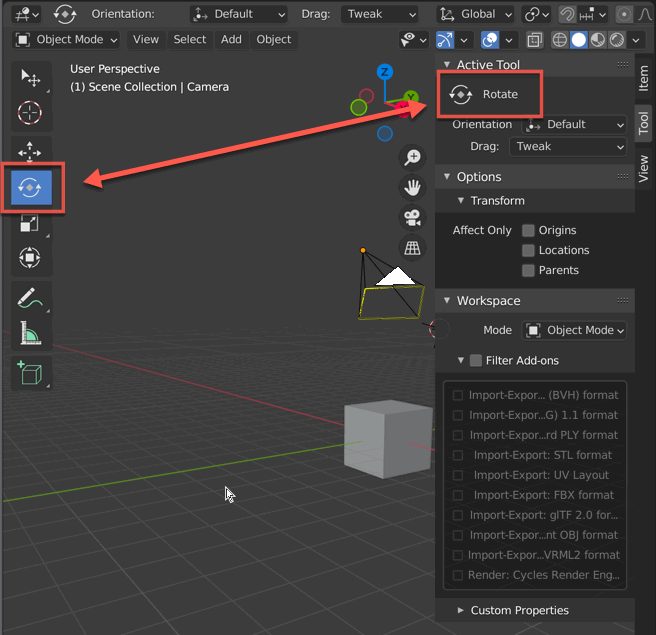 Orientation: Default Drag: Tweak Global
Object Mode View Select Add Object
User Perspective
(1) Scene Collection | Camera
Z
Y
Active Tool
Rotate
Orientation Default
Drag: Tweak
Options
Transform
Affect Only Origins
Locations
Parents
Workspace
Mode Object Mode
Filter Add-ons
Import-Expor... (BVH) format
Import-Expor...G) 1.1 format
Import-Expor...rd PLY format
Import-Export: STL format
Import-Export: UV Layout
Import-Export: FBX format
Import-Export: glTF 2.0 for...
Import-Expor...nt OBJ format
Import-Expor...VRML2 format
Render: Cycles Render Eng...
Custom Properties
Item
Tool
View